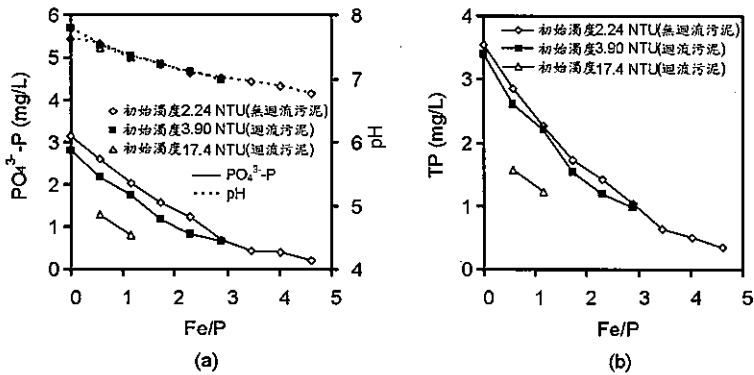 6
5
4
3
2
1
0
PO₄³⁻-P (mg/L)
8
7
6
5
4
pH
初始濁度2.24 NTU(無迴流污泥)
初始濁度3.90 NTU(迴流污泥)
初始濁度17.4 NTU(迴流污泥)
PO₄³⁻-P
pH
0 1 2 3 4 5
Fe/P
(a)
4
3
2
1
0
TP (mg/L)
初始濁度2.24 NTU(無迴流污泥)
初始濁度3.90 NTU(迴流污泥)
初始濁度17.4 NTU(迴流污泥)
0 1 2 3 4 5
Fe/P
(b)